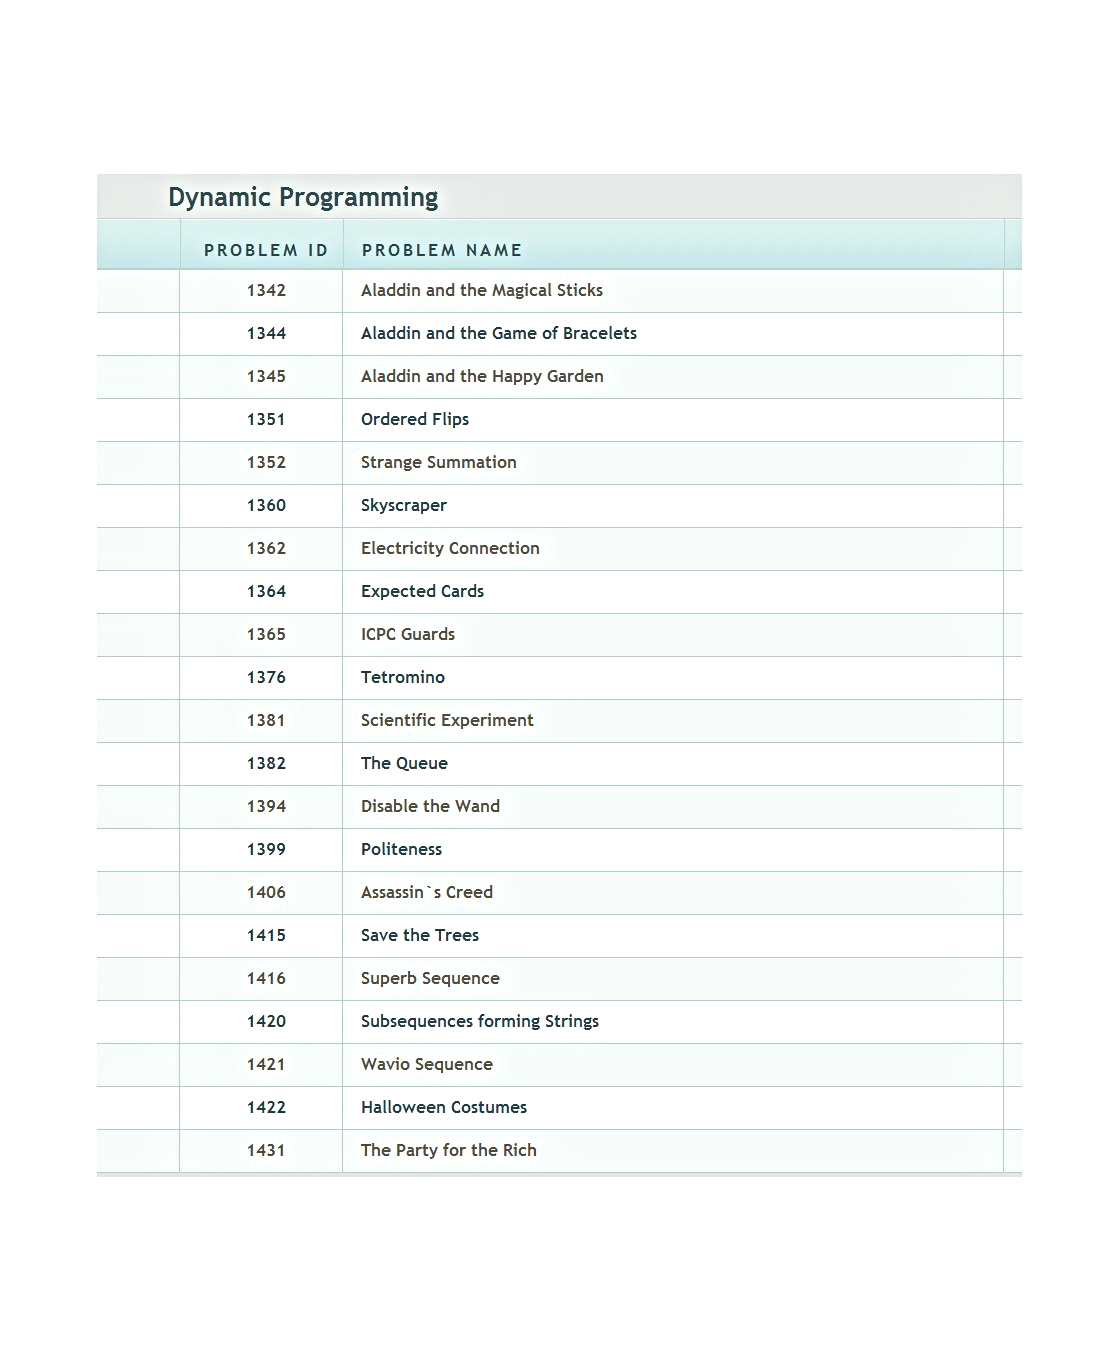 Dynamic Programming
PROBLEM ID PROBLEM NAME
1342 Aladdin and the Magical Sticks
1344 Aladdin and the Game of Bracelets
1345 Aladdin and the Happy Garden
1351 Ordered Flips
1352 Strange Summation
1360 Skyscraper
1362 Electricity Connection
1364 Expected Cards
1365 ICPC Guards
1376 Tetromino
1381 Scientific Experiment
1382 The Queue
1394 Disable the Wand
1399 Politeness
1406 Assassin`s Creed
1415 Save the Trees
1416 Superb Sequence
1420 Subsequences forming Strings
1421 Wavio Sequence
1422 Halloween Costumes
1431 The Party for the Rich